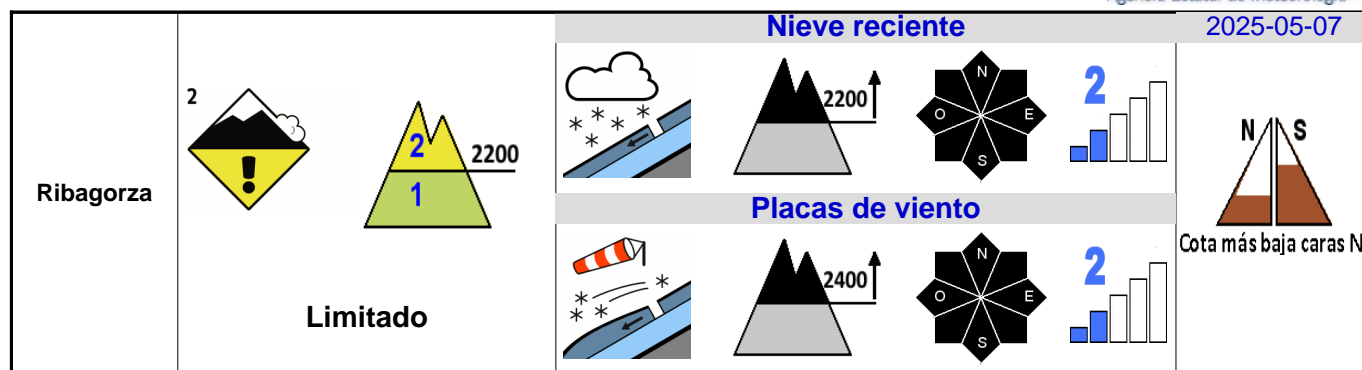 Nieve reciente
2025-05-07
2
2
2200
1
2200
N
O
E
S
2
Ribagorza
Limitado
Placas de viento
2400
N
O
E
S
2
N
S
Cota más baja caras N